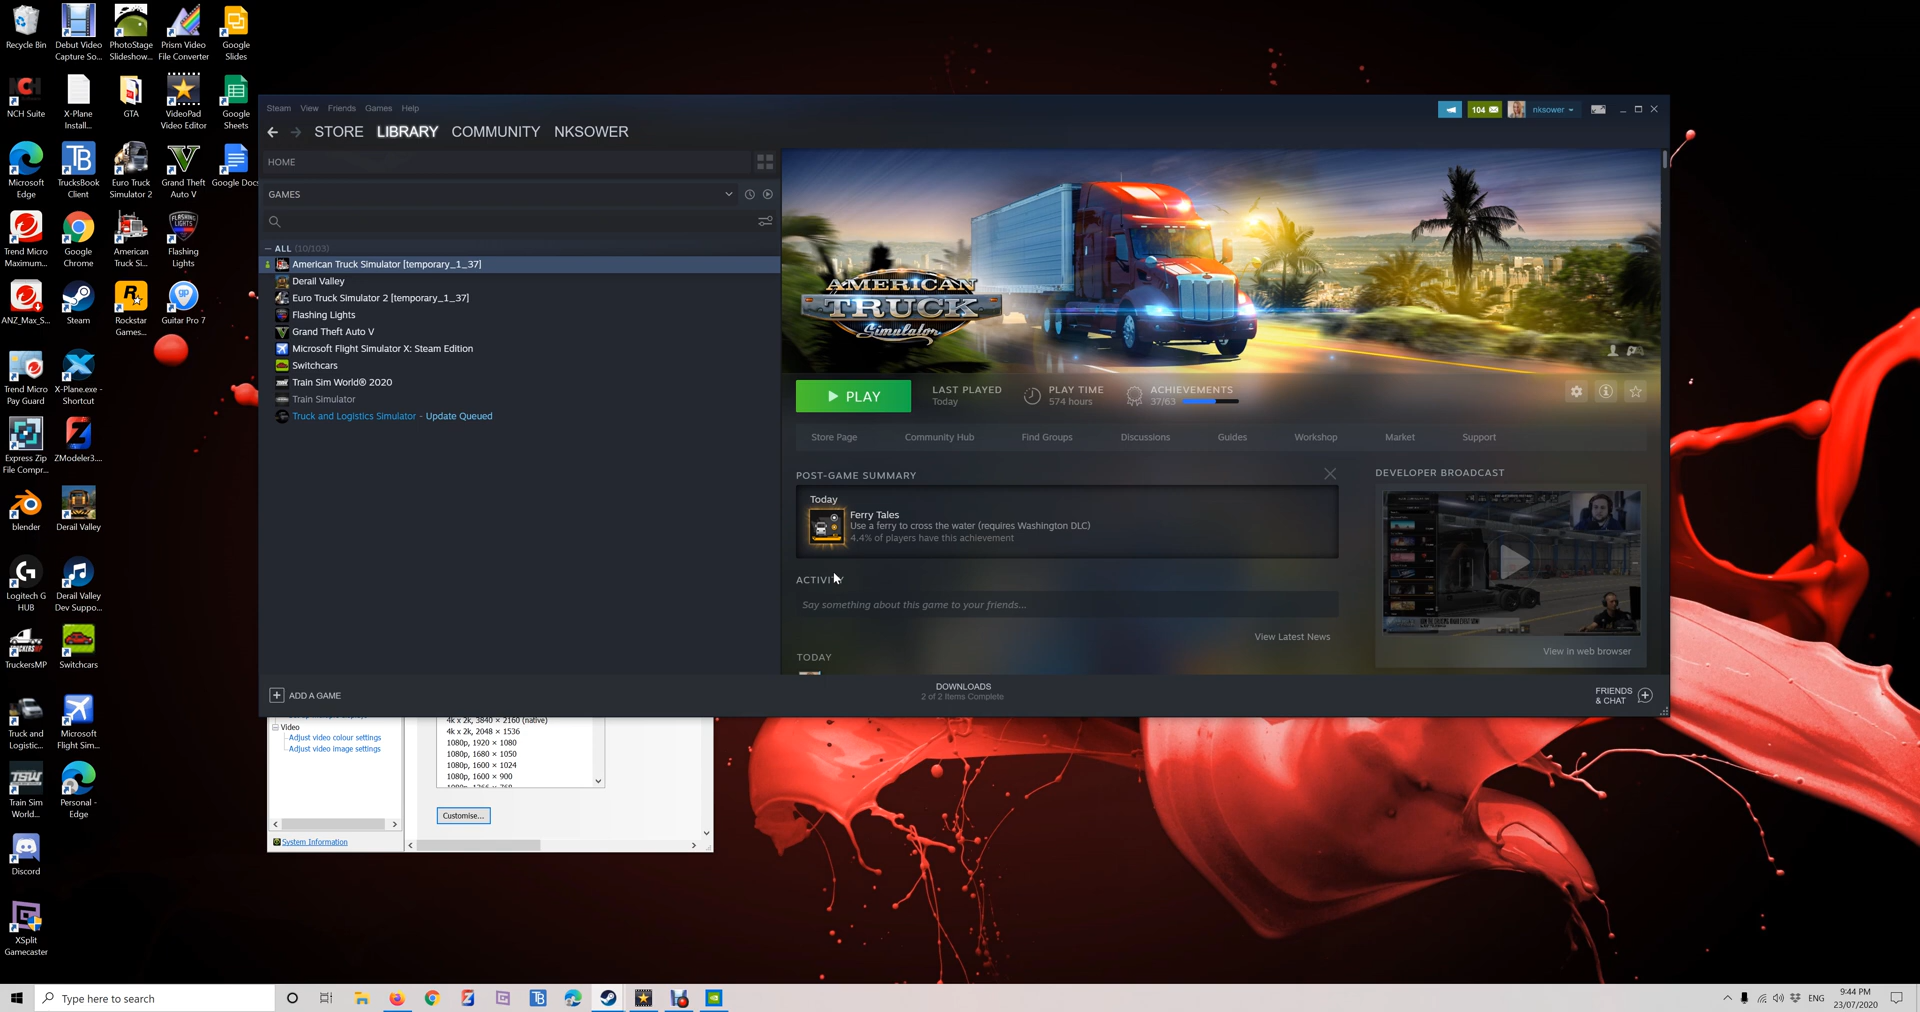 Recycle Bin
Debut Video
Capture So...
PhotoStage
Slideshow...
Prism Video
File Converter
Google
Slides
NCH Suite
X-Plane
Install...
GTA
VideoPad
Video Editor
Google
Sheets
Microsoft
Edge
TrucksBook
Client
Euro Truck
Simulator 2
Grand Theft
Auto V
Google Docs
Trend Micro
Maximum...
Google
Chrome
American
Truck Si...
Flashing
Lights
ANZ_Max_S...
Steam
Rockstar
Games...
Guitar Pro 7
Trend Micro
Pay Guard
X-Plane.exe -
Shortcut
Express Zip
File Compr...
ZModeler3....
blender
Derail Valley
Logitech G
HUB
Derail Valley
Dev Suppo...
TruckersMP
Switchcars
Truck and
Logistic...
Microsoft
Flight Sim...
Train Sim
World...
Personal -
Edge
Discord
XSplit
Gamecaster
Steam View Friends Games Help
104
nksower
STORE LIBRARY COMMUNITY NKSOWER
HOME
GAMES
— ALL (10/103)
American Truck Simulator [temporary_1_37]
Derail Valley
Euro Truck Simulator 2 [temporary_1_37]
Flashing Lights
Grand Theft Auto V
Microsoft Flight Simulator X: Steam Edition
Switchcars
Train Sim World® 2020
Train Simulator
Truck and Logistics Simulator - Update Queued
AMERICAN
TRUCK
Simulator
PLAY
LAST PLAYED
Today
PLAY TIME
574 hours
ACHIEVEMENTS
37/63
Store Page Community Hub Find Groups Discussions Guides Workshop Market Support
POST-GAME SUMMARY
Today
Ferry Tales
Use a ferry to cross the water (requires Washington DLC)
4.4% of players have this achievement
DEVELOPER BROADCAST
View in web browser
ACTIVITY
Say something about this game to your friends...
View Latest News
TODAY
ADD A GAME
DOWNLOADS
2 of 2 Items Complete
FRIENDS
& CHAT
Video
Adjust video colour settings
Adjust video image settings
System Information
4k x 2k, 3840 × 2160 (native)
4k x 2k, 2048 × 1536
1080p, 1920 × 1080
1080p, 1680 × 1050
1080p, 1600 × 1024
1080p, 1600 × 900
1080p, 1366 × 768
Customise...
Type here to search
ENG
9:44 PM
23/07/2020